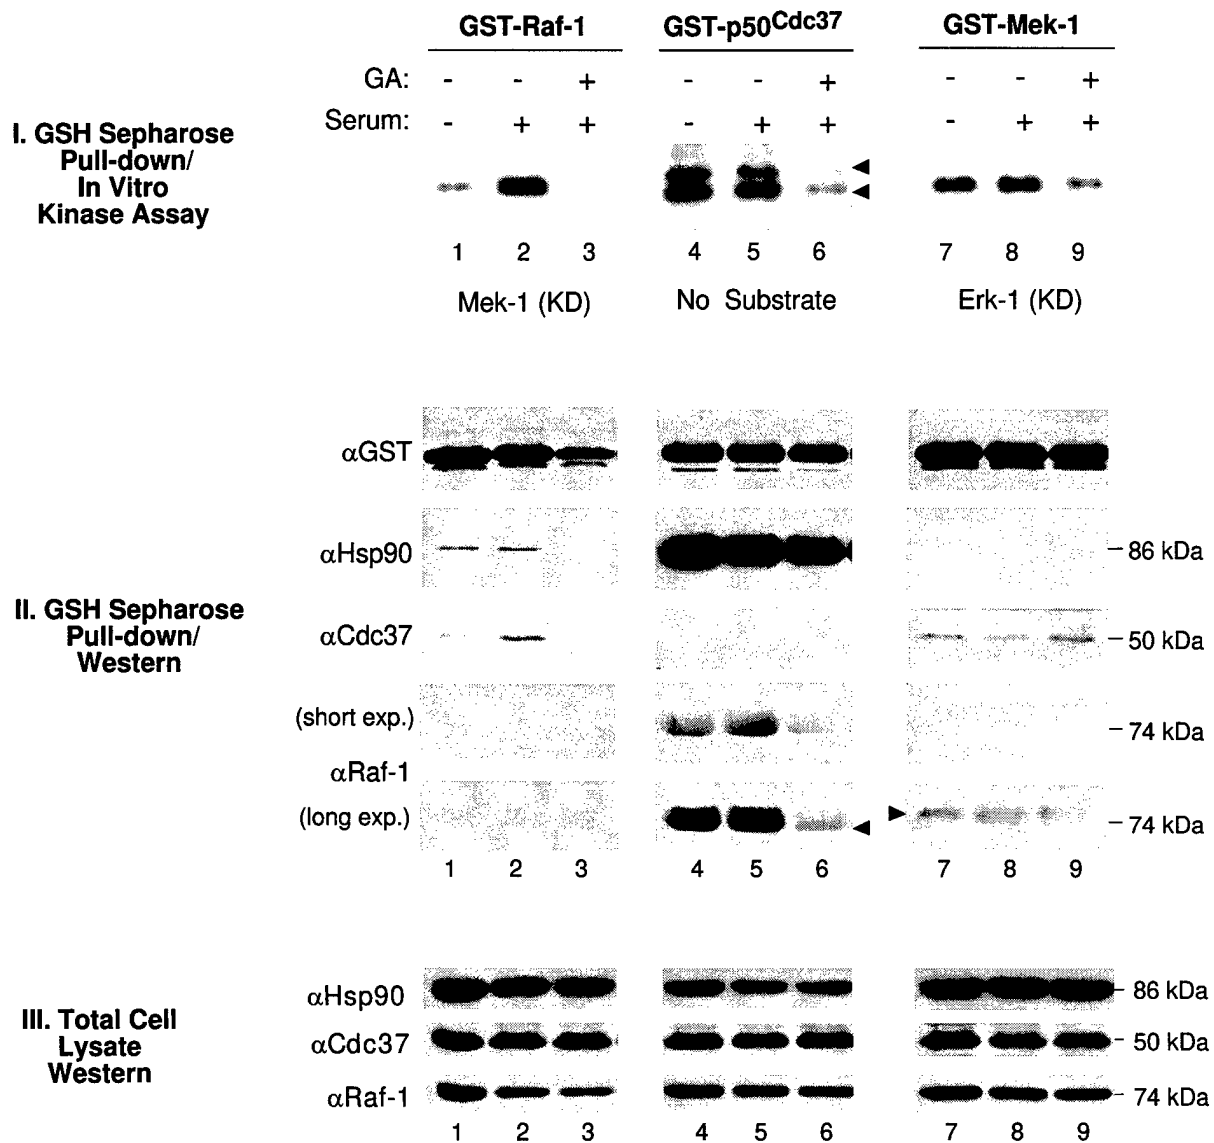 GST-Raf-1 GST-p50Cdc37 GST-Mek-1
GA: - - + - - + - - +
Serum: - + + - + + - + +
I. GSH Sepharose
Pull-down/
In Vitro
Kinase Assay
1 2 3 4 5 6 7 8 9
Mek-1 (KD) No Substrate Erk-1 (KD)
αGST
αHsp90 86 kDa
II. GSH Sepharose
Pull-down/
Western
αCdc37 50 kDa
(short exp.) 74 kDa
αRaf-1
(long exp.) 74 kDa
1 2 3 4 5 6 7 8 9
III. Total Cell
Lysate
Western
αHsp90 86 kDa
αCdc37 50 kDa
αRaf-1 74 kDa
1 2 3 4 5 6 7 8 9